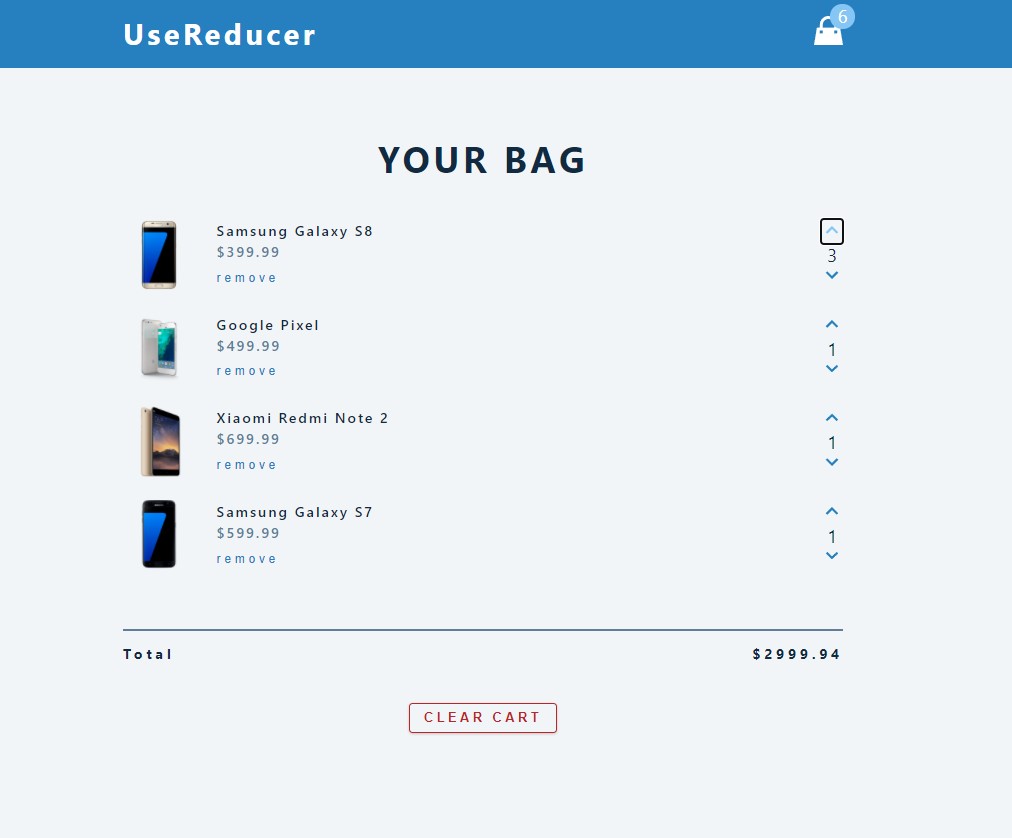 UseReducer
6
YOUR BAG
Samsung Galaxy S8
$399.99
remove
3
Google Pixel
$499.99
remove
1
Xiaomi Redmi Note 2
$699.99
remove
1
Samsung Galaxy S7
$599.99
remove
1
Total $2999.94
CLEAR CART